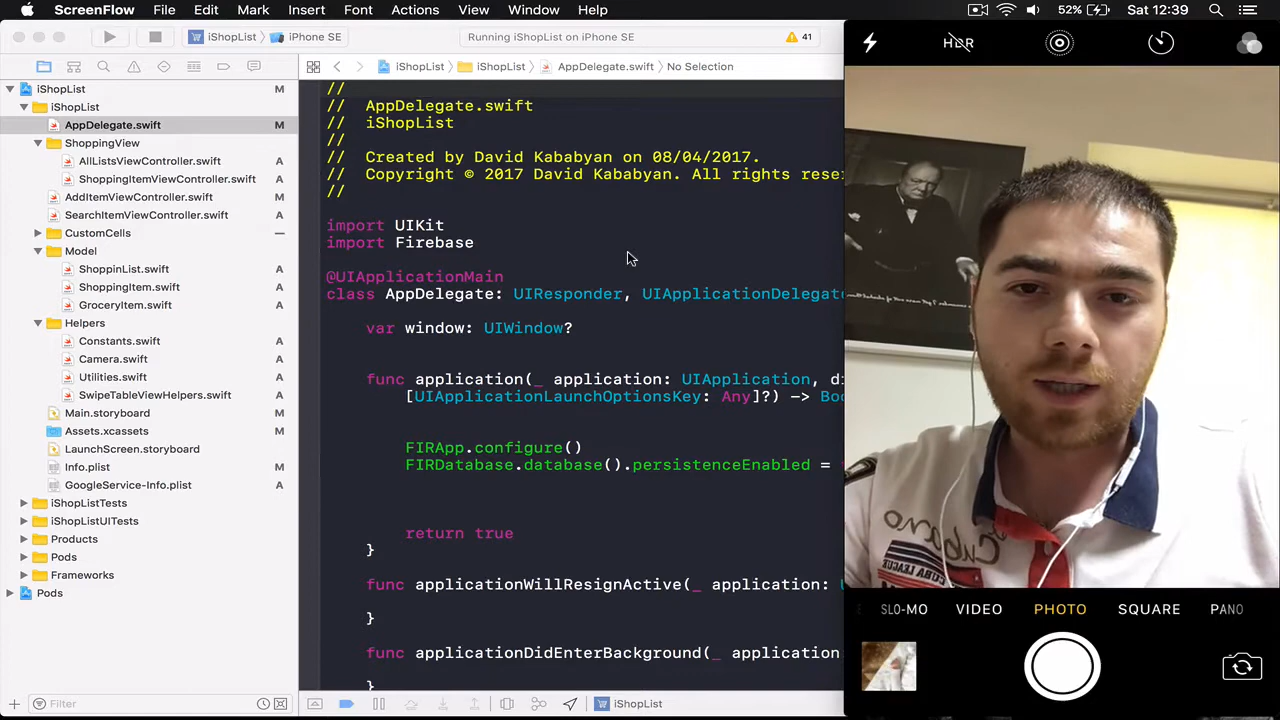 ScreenFlow File Edit Mark Insert Font Actions View Window Help 52% Sat 12:39
iShopList iPhone SE Running iShopList on iPhone SE 41
iShopList iShopList AppDelegate.swift No Selection
iShopList M
iShopList
AppDelegate.swift M
ShoppingView
AllListsViewController.swift A
ShoppingItemViewController.swift A
AddItemViewController.swift A
SearchItemViewController.swift A
CustomCells
Model
ShoppinList.swift A
ShoppingItem.swift A
GroceryItem.swift A
Helpers
Constants.swift A
Camera.swift A
Utilities.swift A
SwipeTableViewHelpers.swift A
Main.storyboard M
Assets.xcassets A
LaunchScreen.storyboard
Info.plist M
GoogleService-Info.plist A
iShopListTests
iShopListUITests
Products
Pods
Frameworks
Pods
Filter
//
// AppDelegate.swift
// iShopList
//
// Created by David Kababyan on 08/04/2017.
// Copyright © 2017 David Kababyan. All rights rese
//
import UIKit
import Firebase
@UIApplicationMain
class AppDelegate: UIResponder, UIApplicationDelegate
var window: UIWindow?
func application(_ application: UIApplication, di
[UIApplicationLaunchOptionsKey: Any]?) -> Boo
FIRApp.configure()
FIRDatabase.database().persistenceEnabled =
return true
}
func applicationWillResignActive(_ application: U
}
func applicationDidEnterBackground(_ application:
}
iShopList
HDR
Cubano
CUBA LEAGUE
SLO-MO VIDEO PHOTO SQUARE PANO